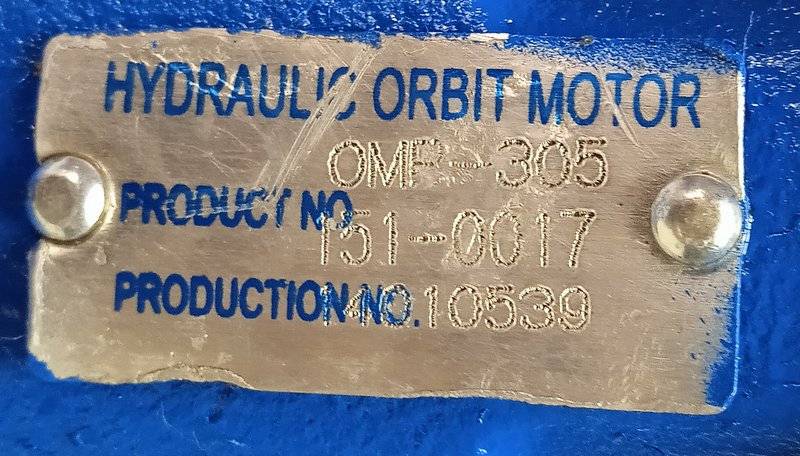 HYDRAULIC ORBIT MOTOR
OMP-305
PRODUCT NO
151-0017
PRODUCTION NO.
10539